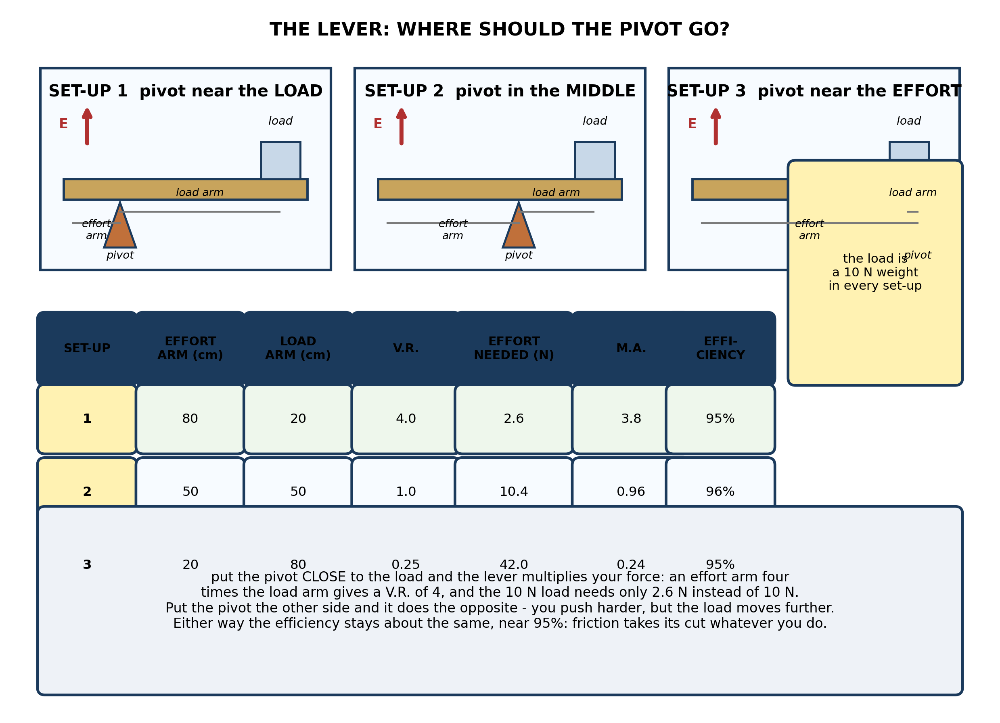 THE LEVER: WHERE SHOULD THE PIVOT GO?
SET-UP 1 pivot near the LOAD
E
load
load arm
effort
arm
pivot
SET-UP 2 pivot in the MIDDLE
E
load
load arm
effort
arm
pivot
SET-UP 3 pivot near the EFFORT
E
load
load arm
effort
arm
pivot
the load is
a 10 N weight
in every set-up
SET-UP
EFFORT
ARM (cm)
LOAD
ARM (cm)
V.R.
EFFORT
NEEDED (N)
M.A.
EFFI-
CIENCY
1 80 20 4.0 2.6 3.8 95%
2 50 50 1.0 10.4 0.96 96%
3 20 80 0.25 42.0 0.24 95%
put the pivot CLOSE to the load and the lever multiplies your force: an effort arm four
times the load arm gives a V.R. of 4, and the 10 N load needs only 2.6 N instead of 10 N.
Put the pivot the other side and it does the opposite - you push harder, but the load moves further.
Either way the efficiency stays about the same, near 95%: friction takes its cut whatever you do.